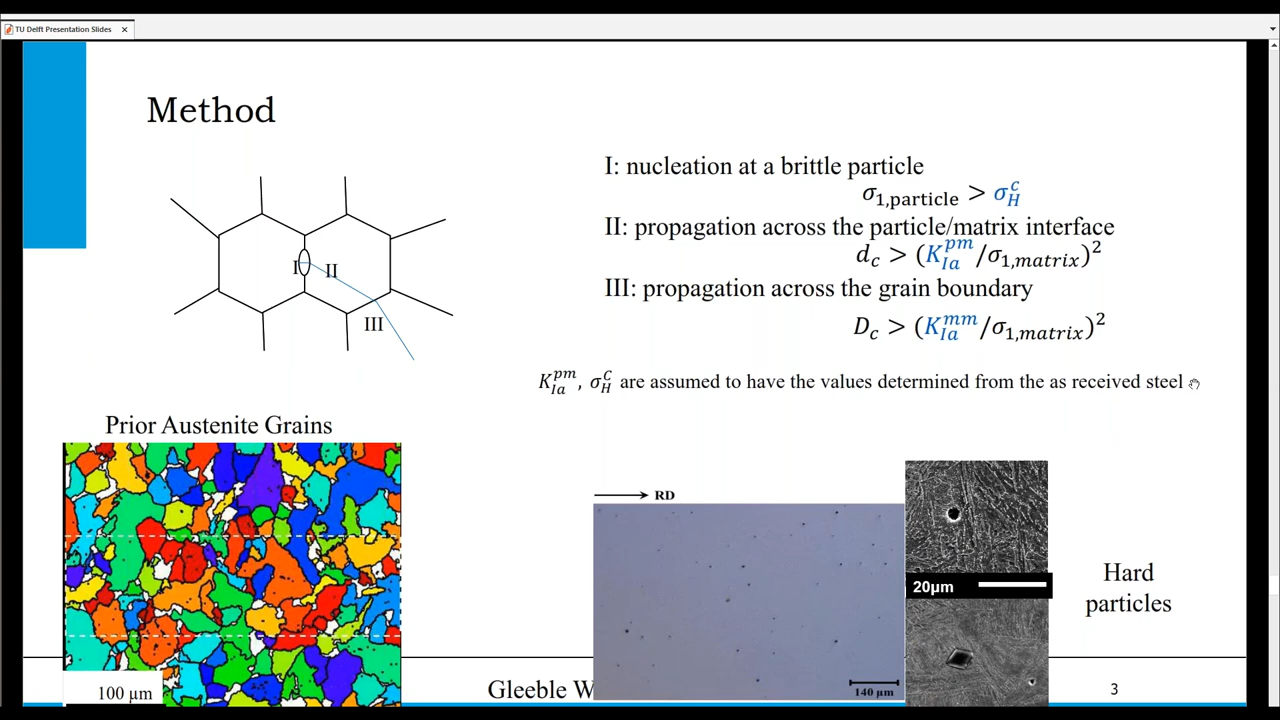 TU Delft Presentation Slides
Method
I: nucleation at a brittle particle
σ₁,particle > σ_H^c
II: propagation across the particle/matrix interface
d_c > (K_Ia^pm/σ₁,matrix)²
III: propagation across the grain boundary
D_c > (K_Ia^mm/σ₁,matrix)²
I
II
III
K_Ia^pm, σ_H^C are assumed to have the values determined from the as received steel
Prior Austenite Grains
100 µm
RD
140 µm
20µm
Hard
particles
Gleeble W
3